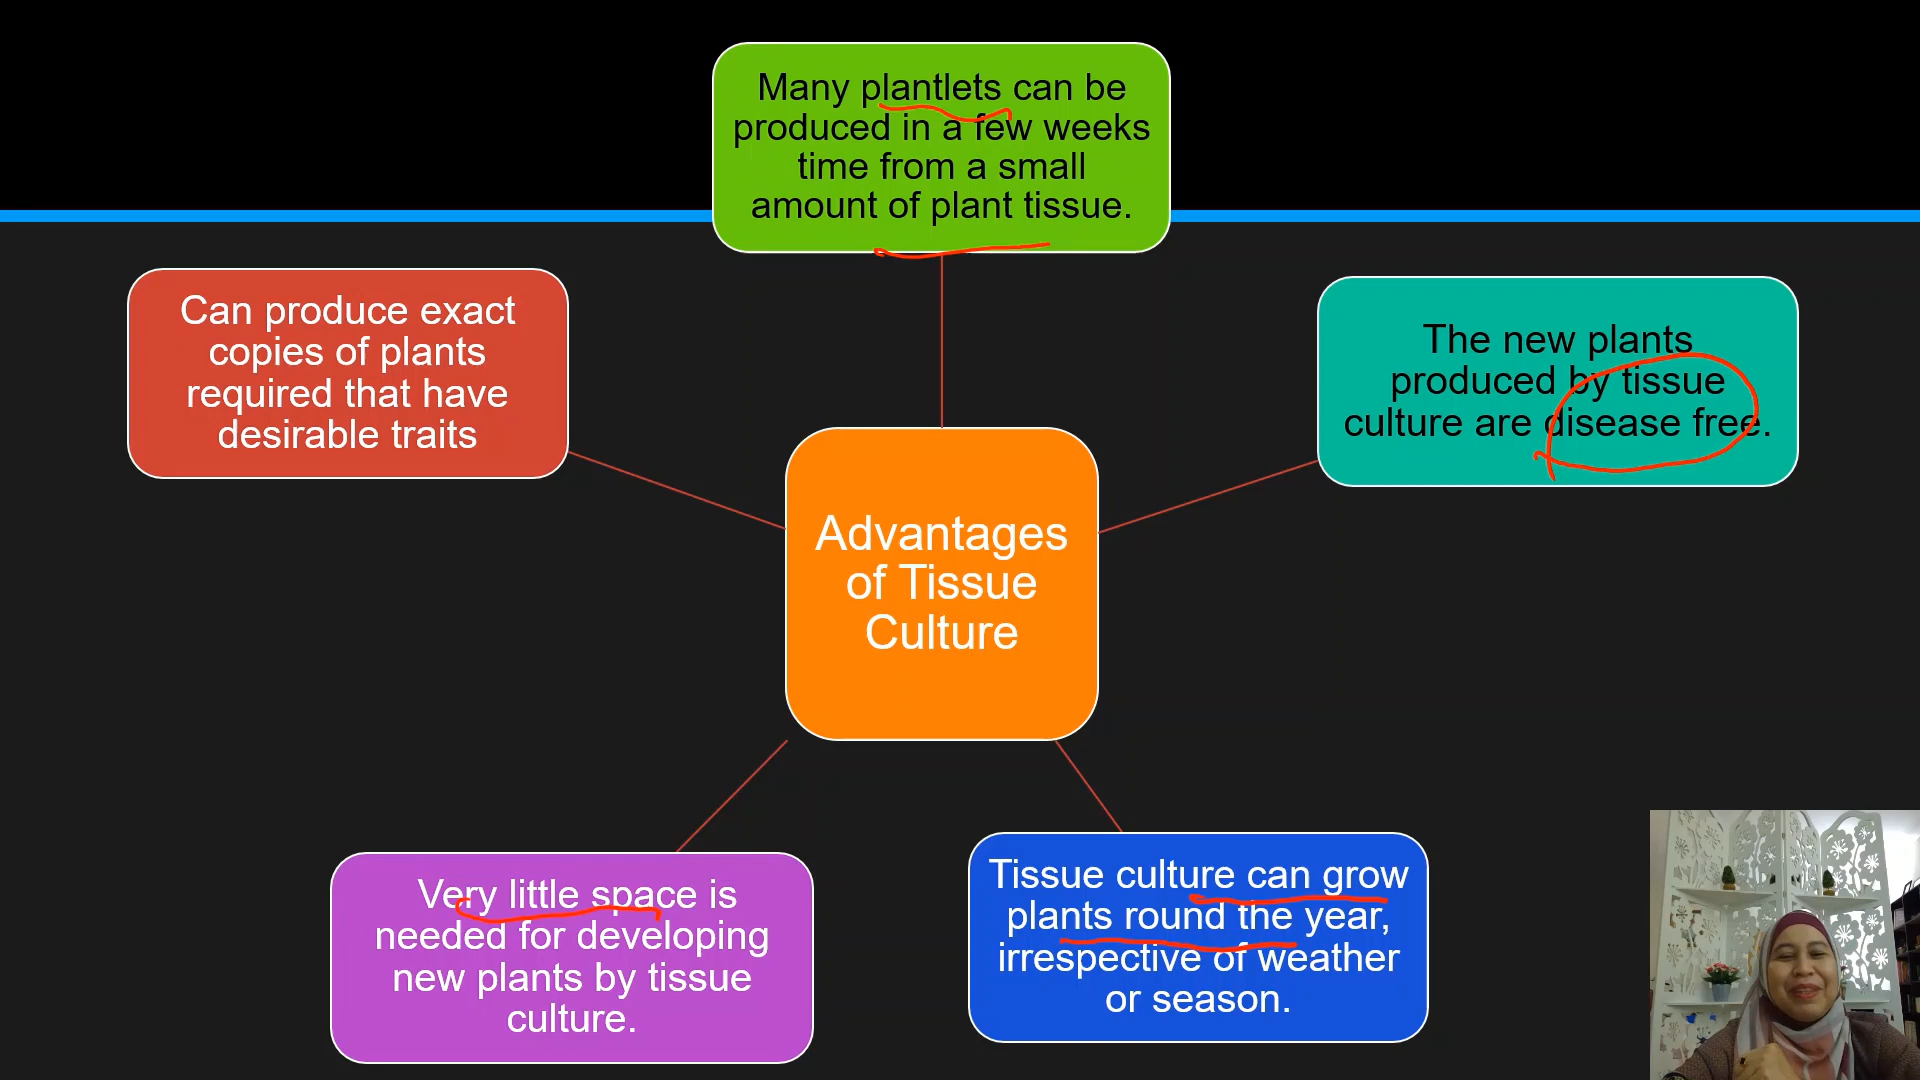 Many plantlets can be
produced in a few weeks
time from a small
amount of plant tissue.
Can produce exact
copies of plants
required that have
desirable traits
The new plants
produced by tissue
culture are disease free.
Advantages
of Tissue
Culture
Very little space is
needed for developing
new plants by tissue
culture.
Tissue culture can grow
plants round the year,
irrespective of weather
or season.